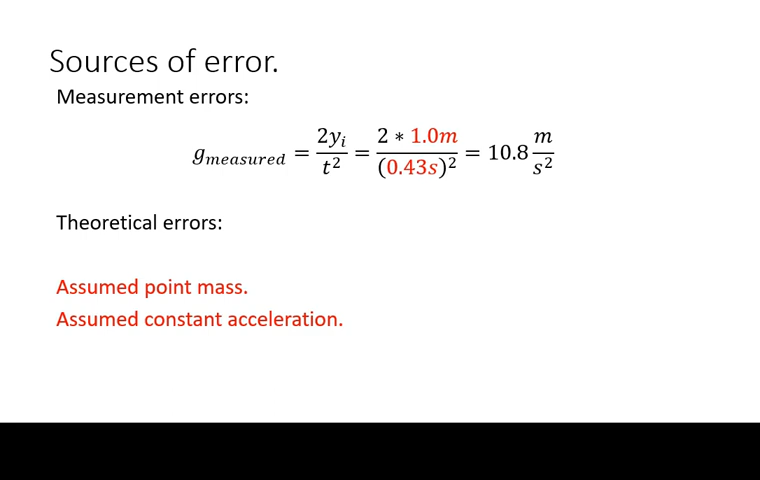 Sources of error.
Measurement errors:
g_measured = 2y_i / t^2 = 2 * 1.0m / (0.43s)^2 = 10.8 m / s^2
Theoretical errors:
Assumed point mass.
Assumed constant acceleration.